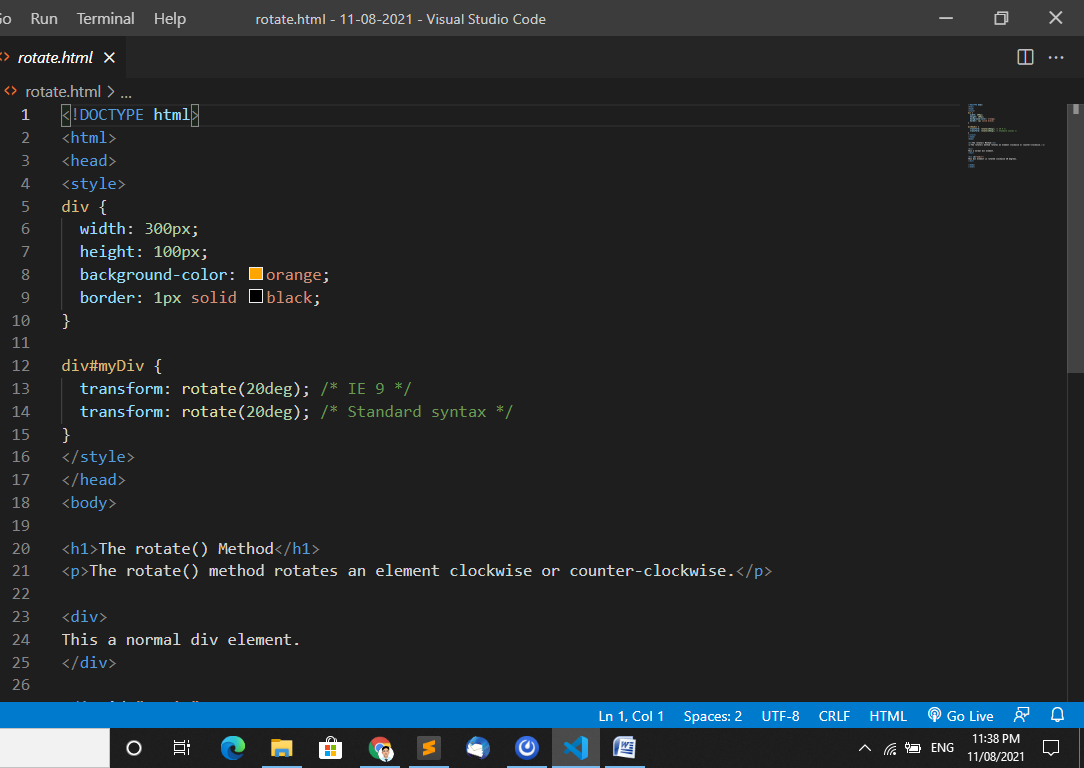 Run Terminal Help rotate.html - 11-08-2021 - Visual Studio Code
rotate.html
rotate.html > ...
1 <!DOCTYPE html>
2 <html>
3 <head>
4 <style>
5 div {
6 width: 300px;
7 height: 100px;
8 background-color: orange;
9 border: 1px solid black;
10 }
11
12 div#myDiv {
13 transform: rotate(20deg); /* IE 9 */
14 transform: rotate(20deg); /* Standard syntax */
15 }
16 </style>
17 </head>
18 <body>
19
20 <h1>The rotate() Method</h1>
21 <p>The rotate() method rotates an element clockwise or counter-clockwise.</p>
22
23 <div>
24 This a normal div element.
25 </div>
26
Ln 1, Col 1 Spaces: 2 UTF-8 CRLF HTML Go Live
ENG 11:38 PM
11/08/2021